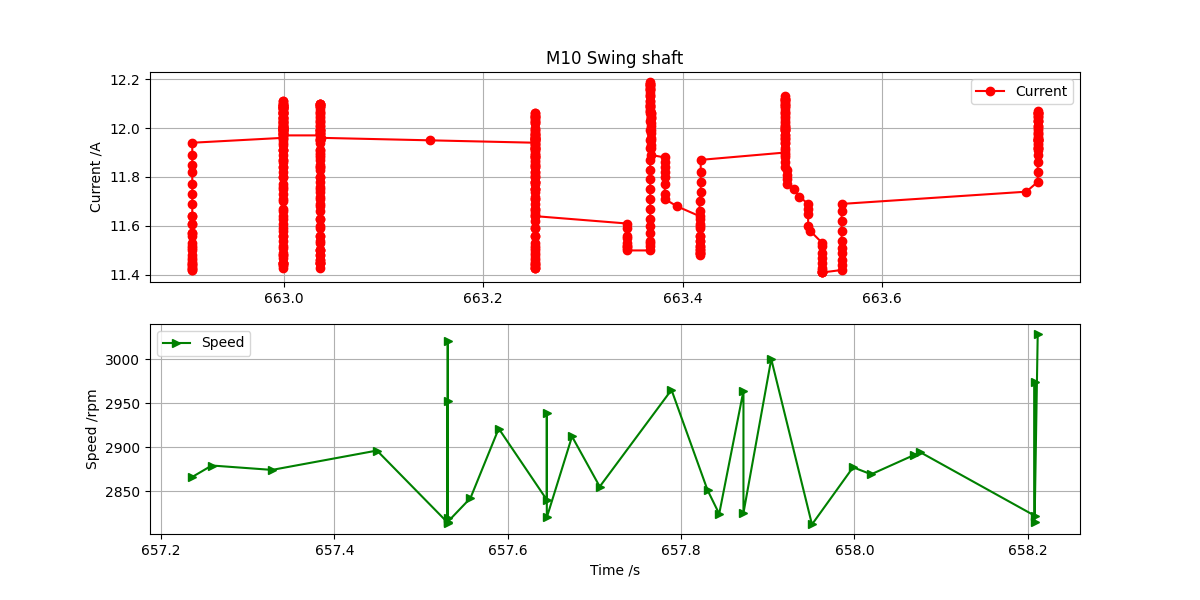 M10 Swing shaft
Current /A
12.2
12.0
11.8
11.6
11.4
Current
663.0 663.2 663.4 663.6
Speed /rpm
3000
2950
2900
2850
Speed
657.2 657.4 657.6 657.8 658.0 658.2
Time /s